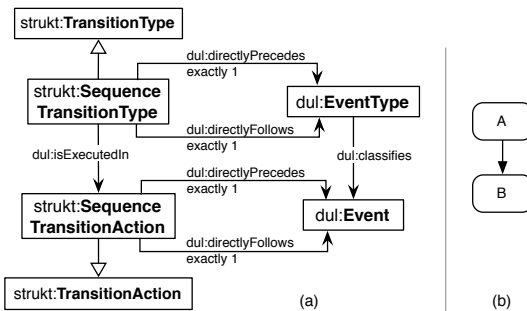 strukt:TransitionType
dul:directlyPrecedes
exactly 1
strukt:Sequence
TransitionType
dul:EventType
dul:directlyFollows
exactly 1
dul:isExecutedIn
dul:classifies
dul:directlyPrecedes
exactly 1
strukt:Sequence
TransitionAction
dul:Event
dul:directlyFollows
exactly 1
strukt:TransitionAction
(a)
A
B
(b)